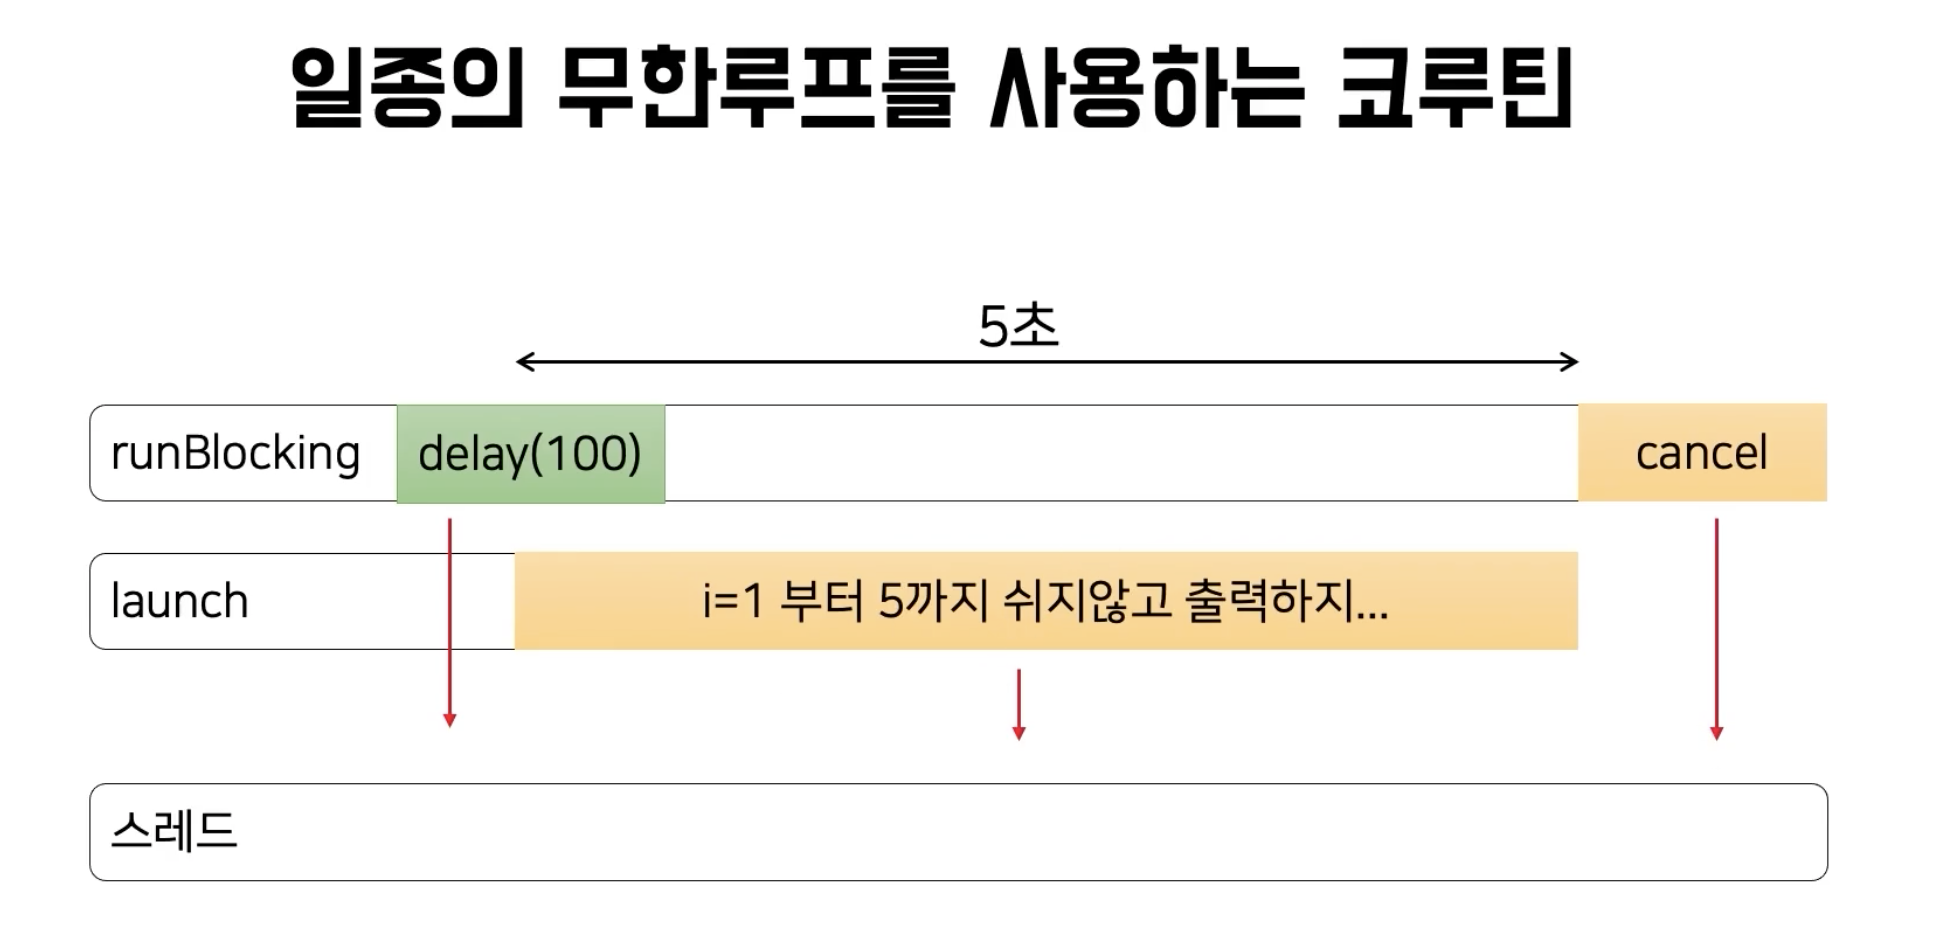 일종의 무한루프를 사용하는 코루틴
5초
runBlocking
delay(100)
cancel
launch
i=1 부터 5까지 쉬지않고 출력하지...
스레드